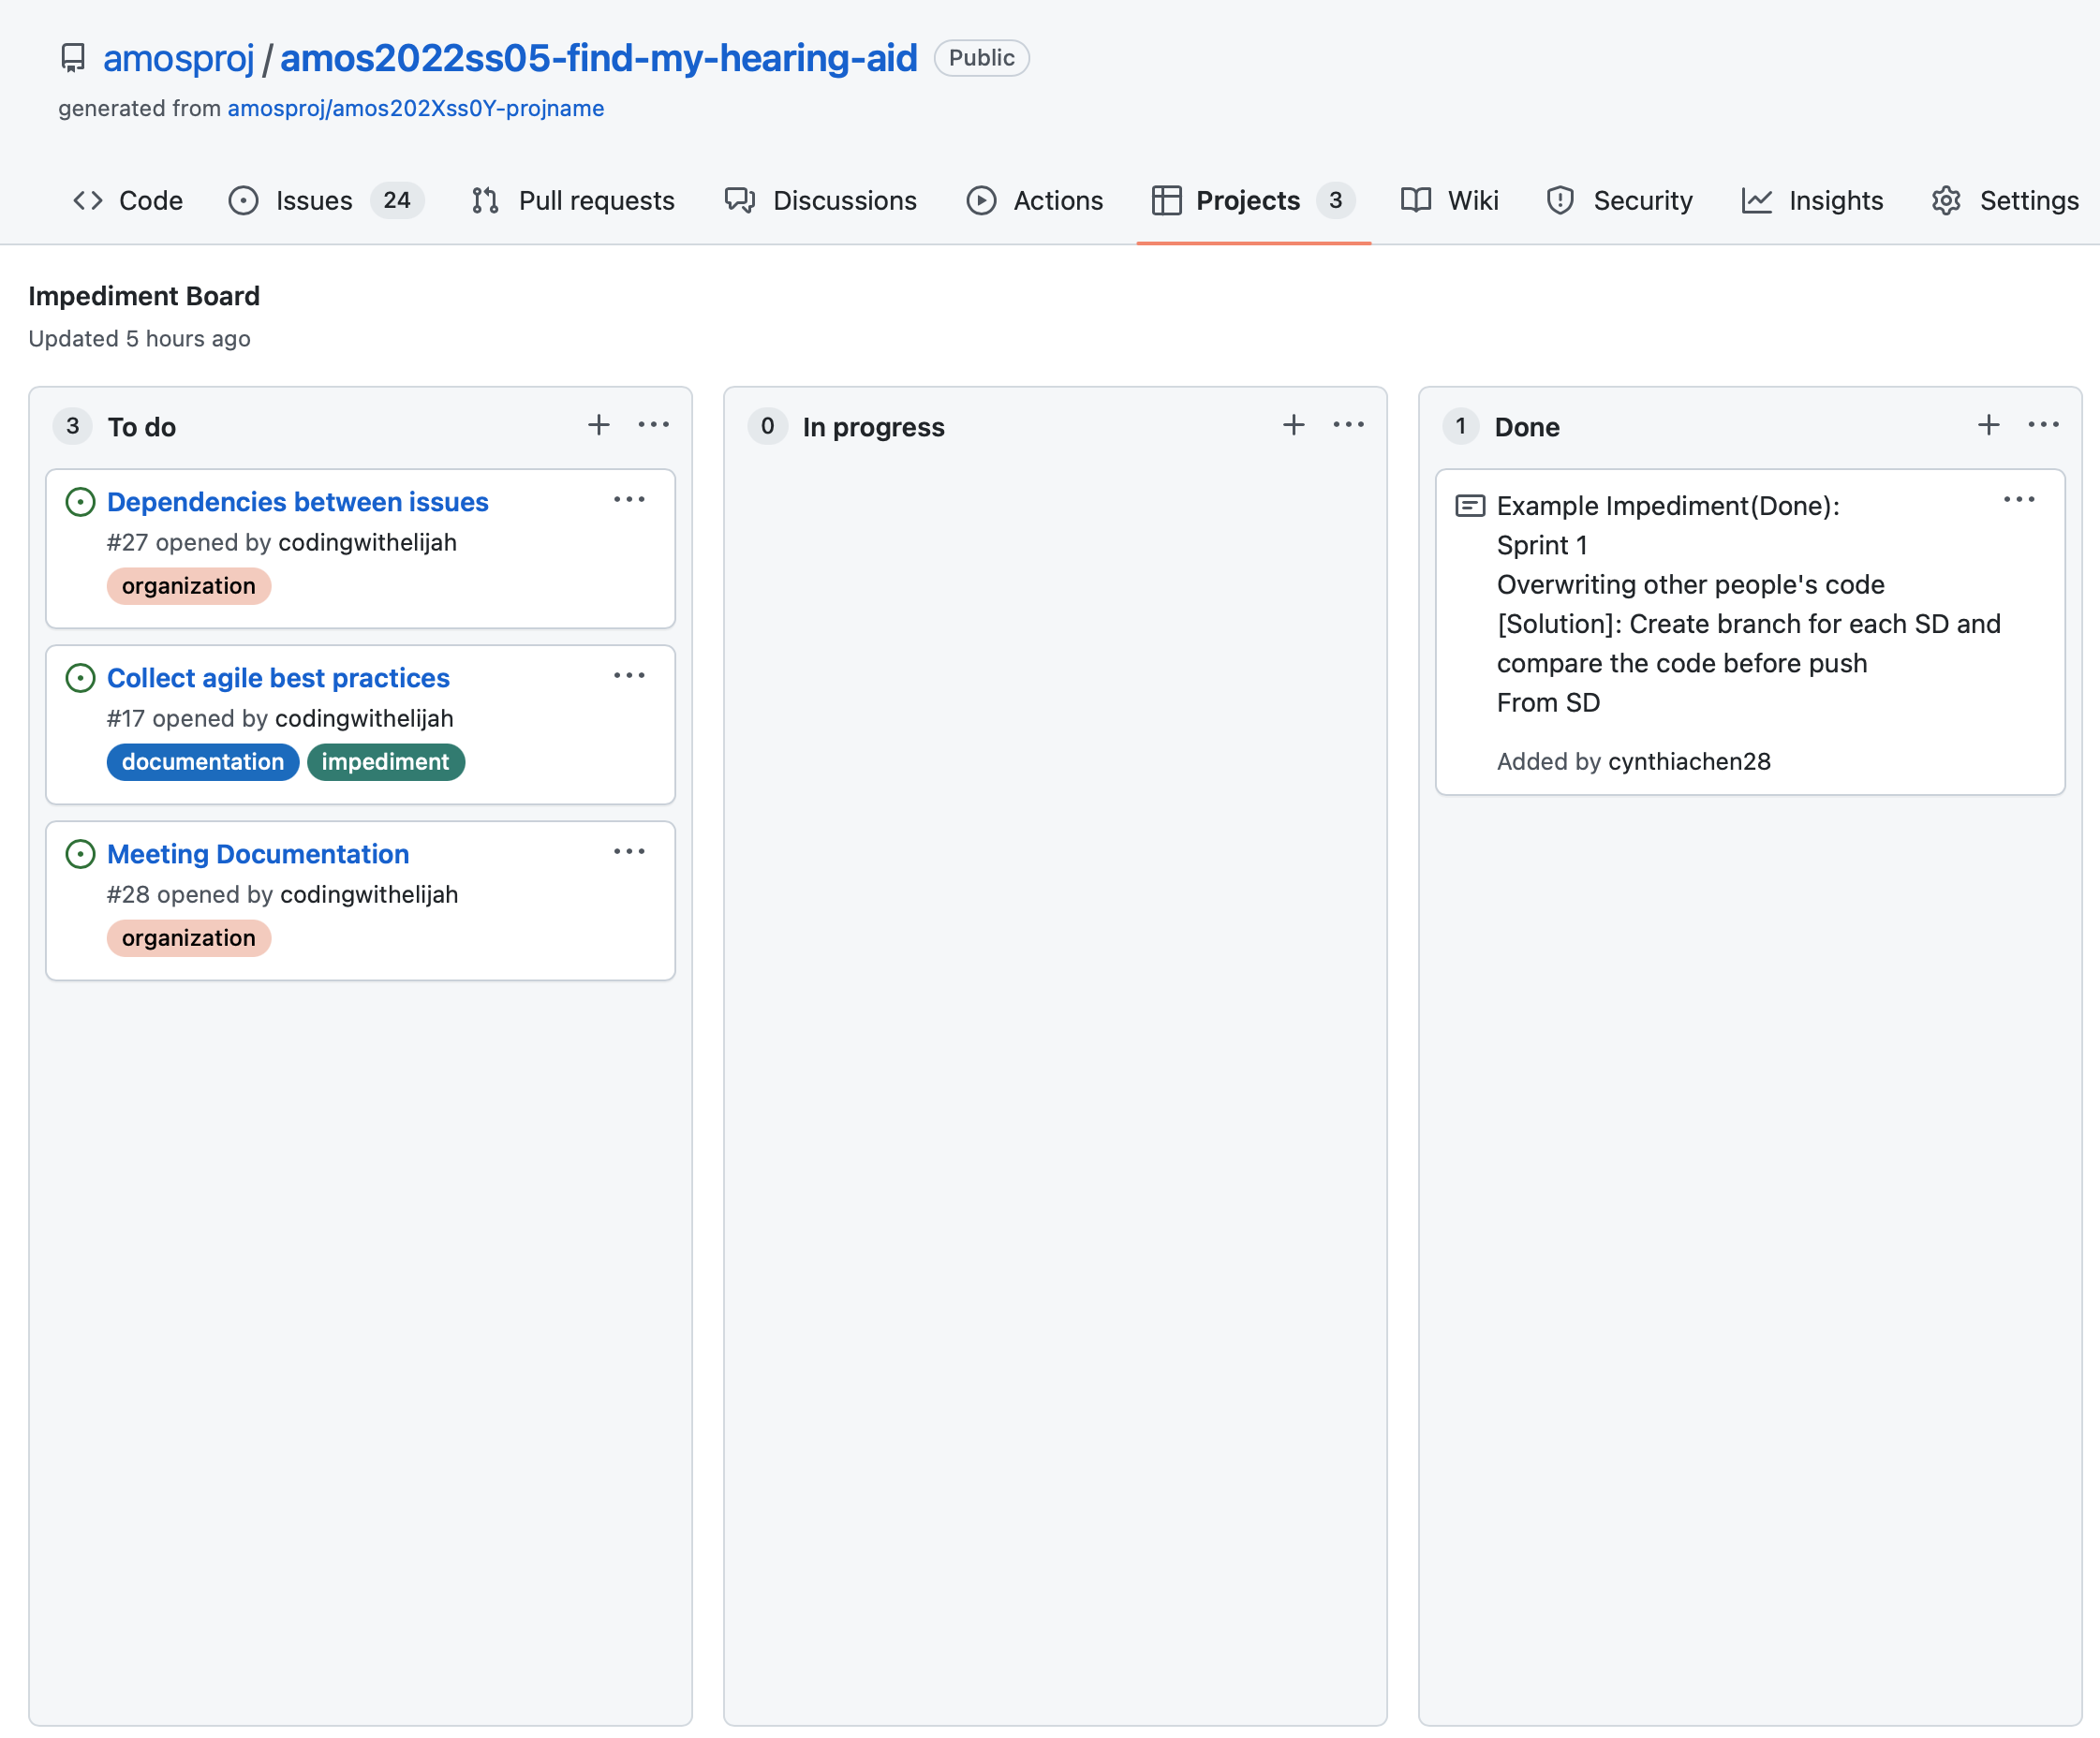 amosproj / amos2022ss05-find-my-hearing-aid Public
generated from amosproj/amos202Xss0Y-projname
Code Issues 24 Pull requests Discussions Actions Projects 3 Wiki Security Insights Settings
Impediment Board
Updated 5 hours ago
3 To do
Dependencies between issues
#27 opened by codingwithelijah
organization
Collect agile best practices
#17 opened by codingwithelijah
documentation impediment
Meeting Documentation
#28 opened by codingwithelijah
organization
0 In progress
1 Done
Example Impediment(Done):
Sprint 1
Overwriting other people's code
[Solution]: Create branch for each SD and
compare the code before push
From SD
Added by cynthiachen28